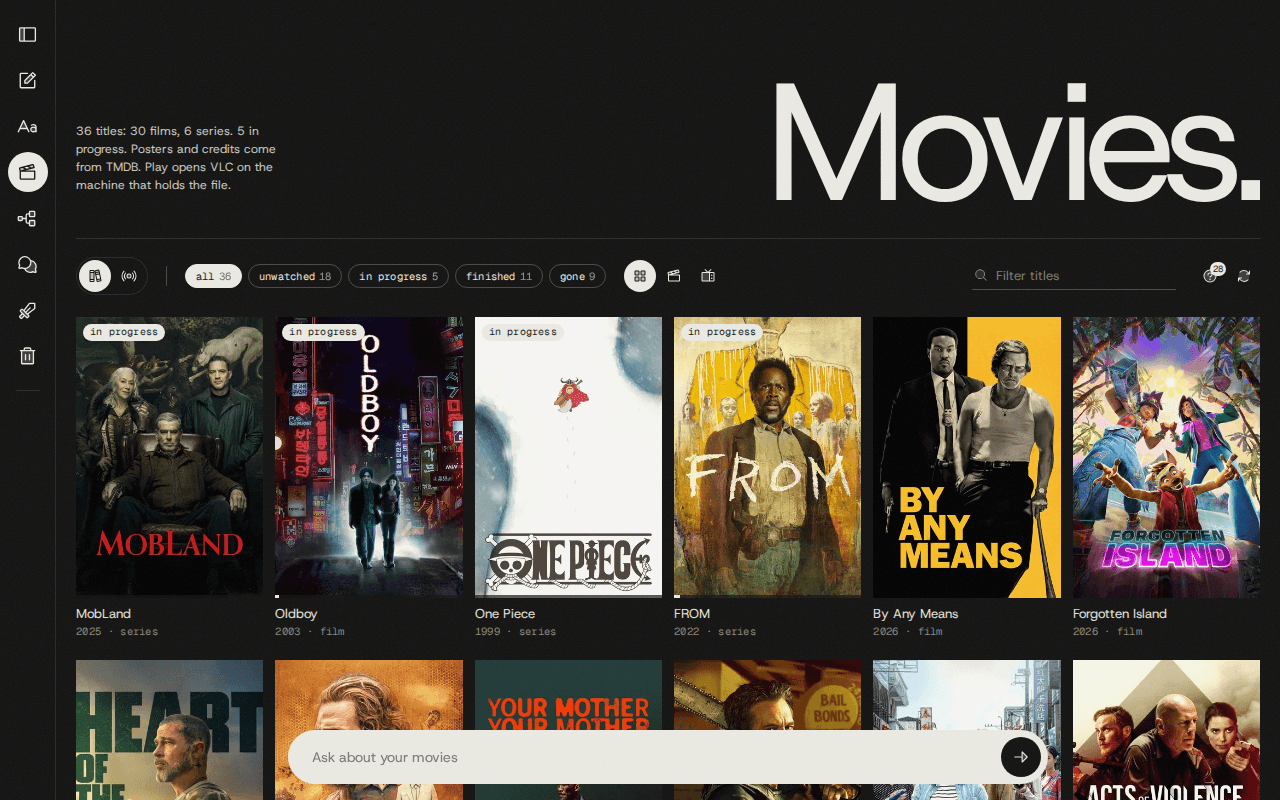 Aa
36 titles: 30 films, 6 series. 5 in
progress. Posters and credits come
from TMDB. Play opens VLC on the
machine that holds the file.
Movies.
all 36
unwatched 18
in progress 5
finished 11
gone 9
Filter titles
28
in progress
in progress
in progress
in progress
MOBLAND
OLDBOY
ONE PIECE
FROM
BY
ANY
MEANS
FORGOTTEN
ISLAND
MobLand
2025 · series
Oldboy
2003 · film
One Piece
1999 · series
FROM
2022 · series
By Any Means
2026 · film
Forgotten Island
2026 · film
HEART
OF
THE
YOUR MOTHER
YOUR MOTHER
BAIL
BONDS
ACTS OF VIOLENCE
Ask about your movies